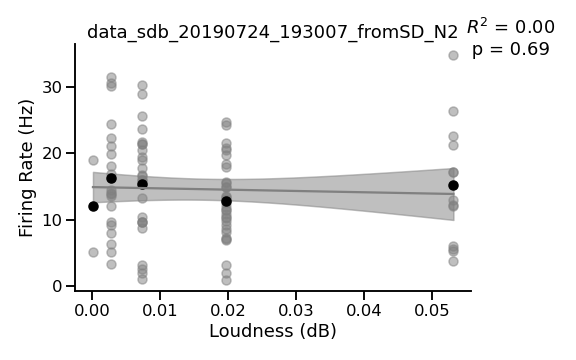 data_sdb_20190724_193007_fromSD_N2
R² = 0.00
p = 0.69
Firing Rate (Hz)
30
20
10
0
0.00 0.01 0.02 0.03 0.04 0.05
Loudness (dB)